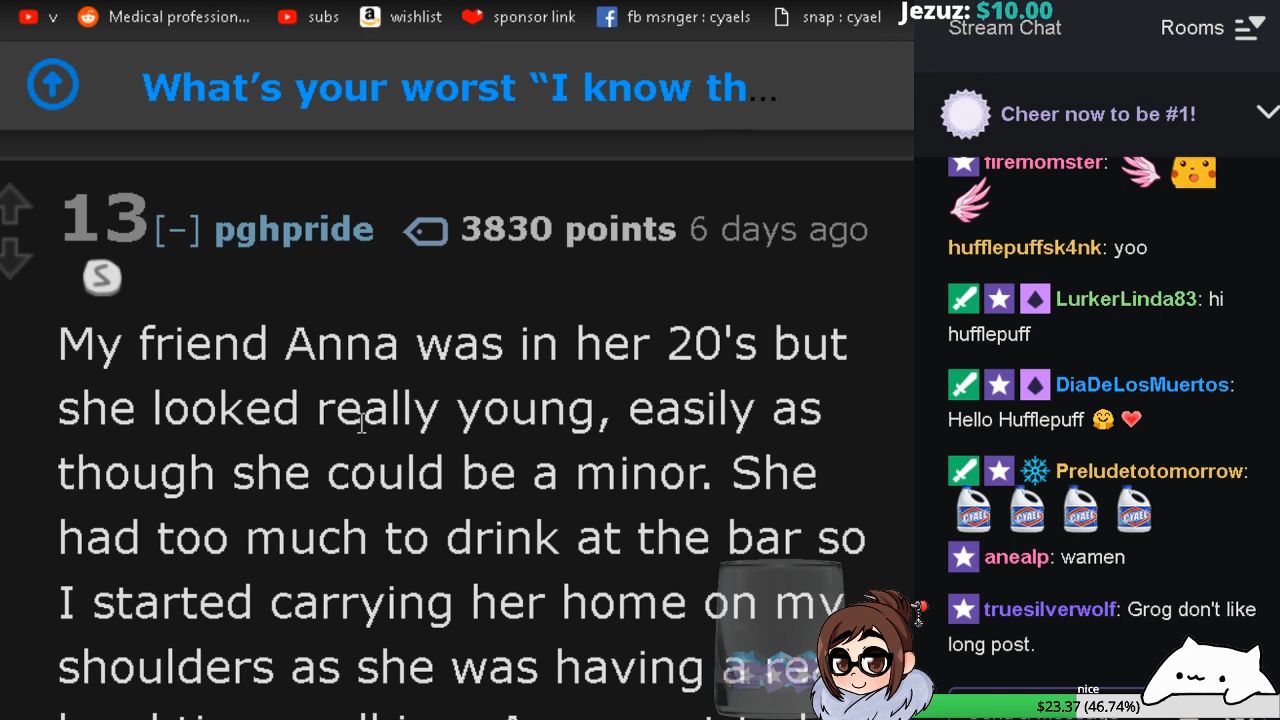 v
Medical profession...
subs
wishlist
sponsor link
fb msnger : cyaels
snap : cyael
Jezuz: $10.00
What's your worst “I know th...
13 [–] pghpride 3830 points 6 days ago
S
My friend Anna was in her 20's but
she looked really young, easily as
though she could be a minor. She
had too much to drink at the bar so
I started carrying her home on my
shoulders as she was having a
Stream Chat
Rooms
Cheer now to be #1!
firemomster:
hufflepuffsk4nk: yoo
LurkerLinda83: hi
hufflepuff
DiaDeLosMuertos:
Hello Hufflepuff 🤗 ❤️
Preludetotomorrow:
CYAEL CYAEL CYAEL CYAEL
anealp: wamen
truesilverwolf: Grog don't like
long post.
nice
$23.37 (46.74%)